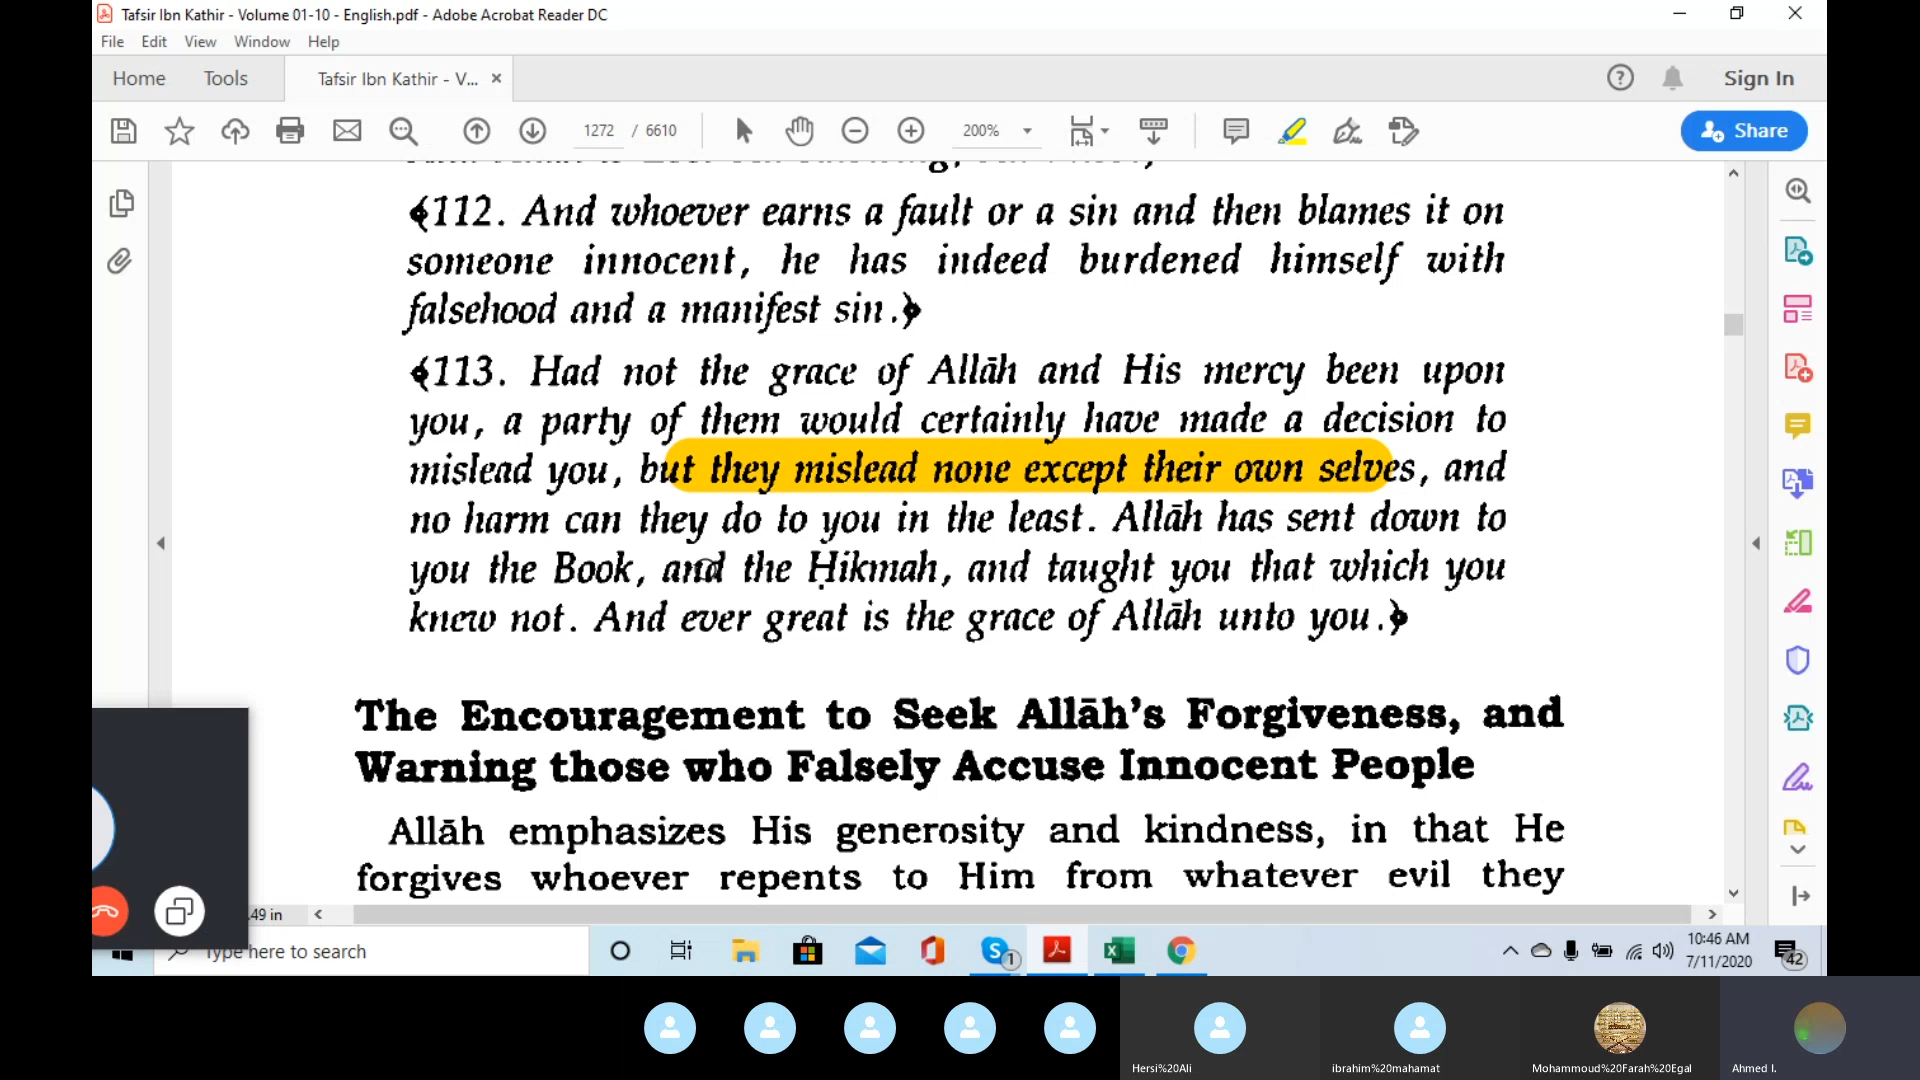 Tafsir Ibn Kathir - Volume 01-10 - English.pdf - Adobe Acrobat Reader DC
File Edit View Window Help
Home Tools Tafsir Ibn Kathir - V... × Sign In
1272 / 6610 200% Share
﴾112. And whoever earns a fault or a sin and then blames it on
someone innocent, he has indeed burdened himself with
falsehood and a manifest sin.﴿
﴾113. Had not the grace of Allāh and His mercy been upon
you, a party of them would certainly have made a decision to
mislead you, but they mislead none except their own selves, and
no harm can they do to you in the least. Allāh has sent down to
you the Book, and the Ḥikmah, and taught you that which you
knew not. And ever great is the grace of Allāh unto you.﴿
The Encouragement to Seek Allāh's Forgiveness, and
Warning those who Falsely Accuse Innocent People
Allāh emphasizes His generosity and kindness, in that He
forgives whoever repents to Him from whatever evil they
.49 in
Type here to search
1
10:46 AM
7/11/2020
42
Hersi%20Ali ibrahim%20mahamat Mohammoud%20Farah%20Egal Ahmed I.